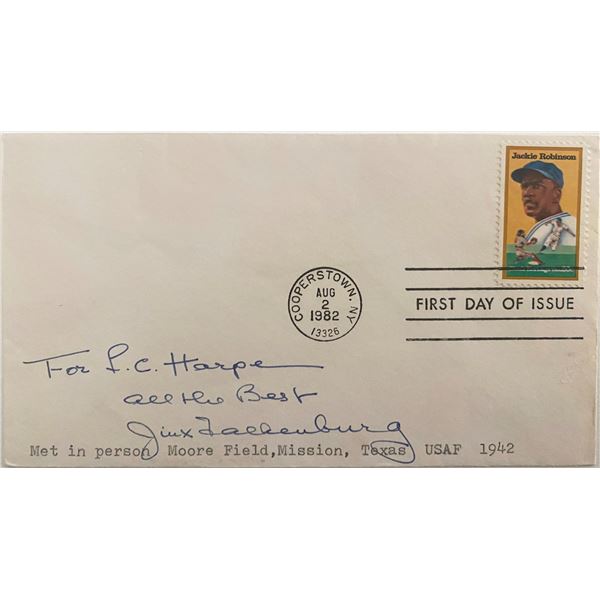 Jackie Robinson
COOPERSTOWN, NY
AUG
2
1982
13326
FIRST DAY OF ISSUE
For L.C. Harpe
all the Best
Jinx Falkenburg
Met in person Moore Field,Mission, Texas USAF 1942